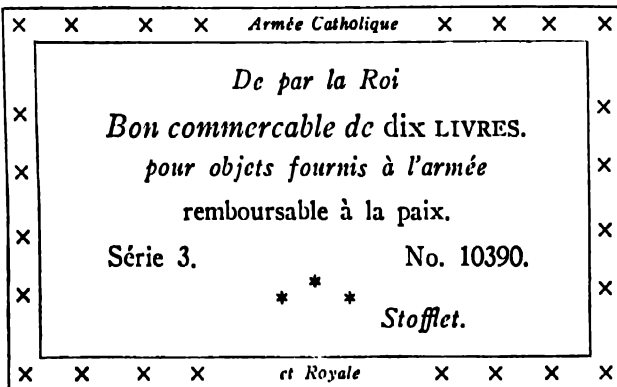 Armée Catholique
De par la Roi
Bon commercable de dix LIVRES.
pour objets fournis à l'armée
remboursable à la paix.
Série 3. No. 10390.
Stofflet.
et Royale